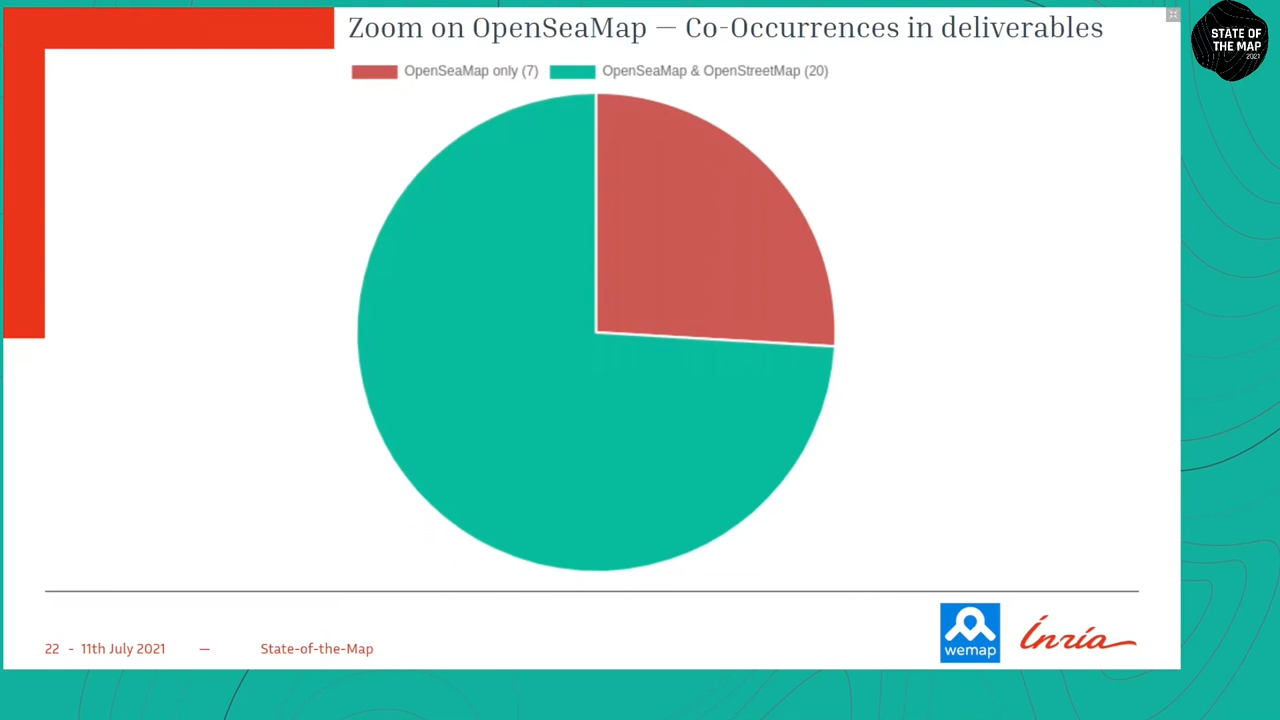 Zoom on OpenSeaMap — Co-Occurrences in deliverables
STATE OF
THE MAP
2021
OpenSeaMap only (7) OpenSeaMap & OpenStreetMap (20)
wemap
Inria
22 - 11th July 2021 — State-of-the-Map